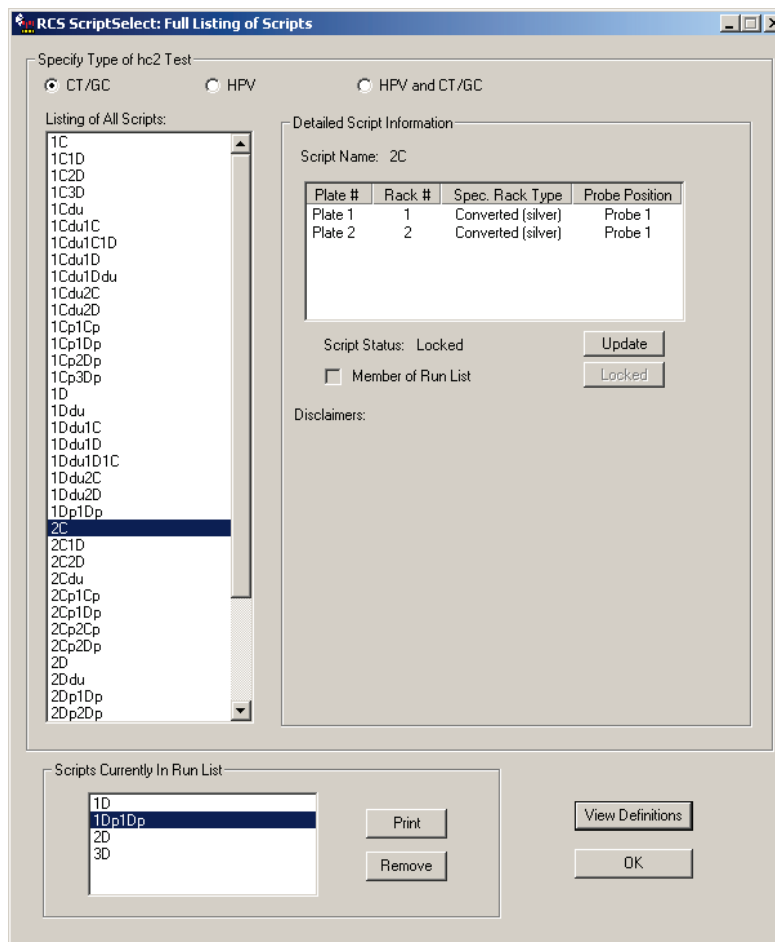 RCS ScriptSelect: Full Listing of Scripts
Specify Type of hc2 Test
CT/GC HPV HPV and CT/GC
Listing of All Scripts:
1C
1C1D
1C2D
1C3D
1Cdu
1Cdu1C
1Cdu1C1D
1Cdu1D
1Cdu1Ddu
1Cdu2C
1Cdu2D
1Cp1Cp
1Cp1Dp
1Cp2Dp
1Cp3Dp
1D
1Ddu
1Ddu1C
1Ddu1D
1Ddu1D1C
1Ddu2C
1Ddu2D
1Dp1Dp
2C
2C1D
2C2D
2Cdu
2Cp1Cp
2Cp1Dp
2Cp2Cp
2Cp2Dp
2D
2Ddu
2Dp1Dp
2Dp2Dp
Detailed Script Information
Script Name: 2C
Plate # Rack # Spec. Rack Type Probe Position
Plate 1 1 Converted (silver) Probe 1
Plate 2 2 Converted (silver) Probe 1
Script Status: Locked Update
Member of Run List Locked
Disclaimers:
Scripts Currently In Run List
1D
1Dp1Dp
2D
3D
Print
Remove
View Definitions
OK